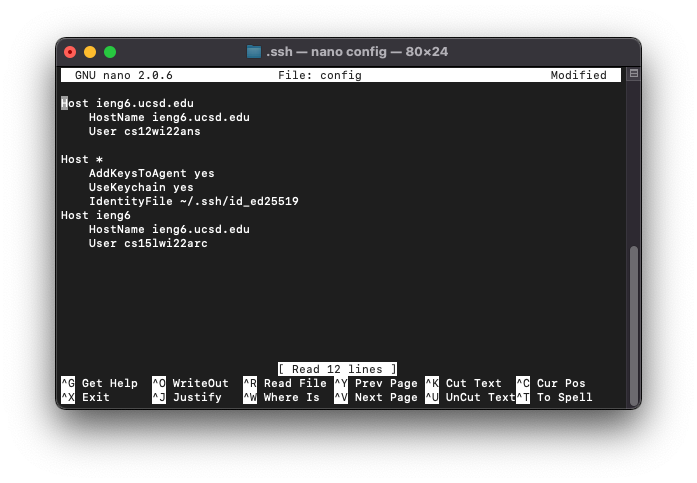 .ssh — nano config — 80×24
GNU nano 2.0.6 File: config Modified
Host ieng6.ucsd.edu
HostName ieng6.ucsd.edu
User cs12wi22ans
Host *
AddKeysToAgent yes
UseKeychain yes
IdentityFile ~/.ssh/id_ed25519
Host ieng6
HostName ieng6.ucsd.edu
User cs15lwi22arc
[ Read 12 lines ]
^G Get Help ^O WriteOut ^R Read File ^Y Prev Page ^K Cut Text ^C Cur Pos
^X Exit ^J Justify ^W Where Is ^V Next Page ^U UnCut Text^T To Spell